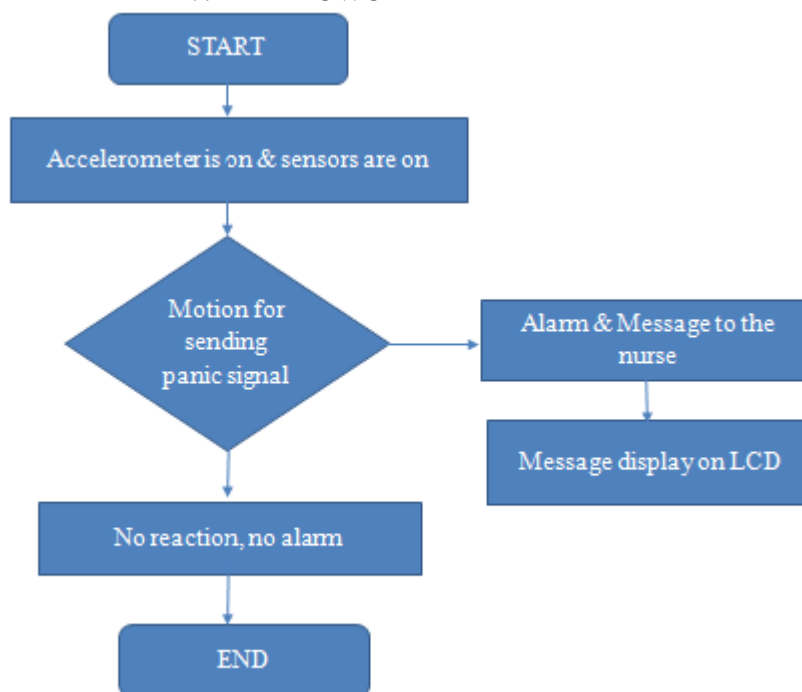 START
Accelerometer is on & sensors are on
Motion for
sending
panic signal
Alarm & Message to the
nurse
Message display on LCD
No reaction, no alarm
END